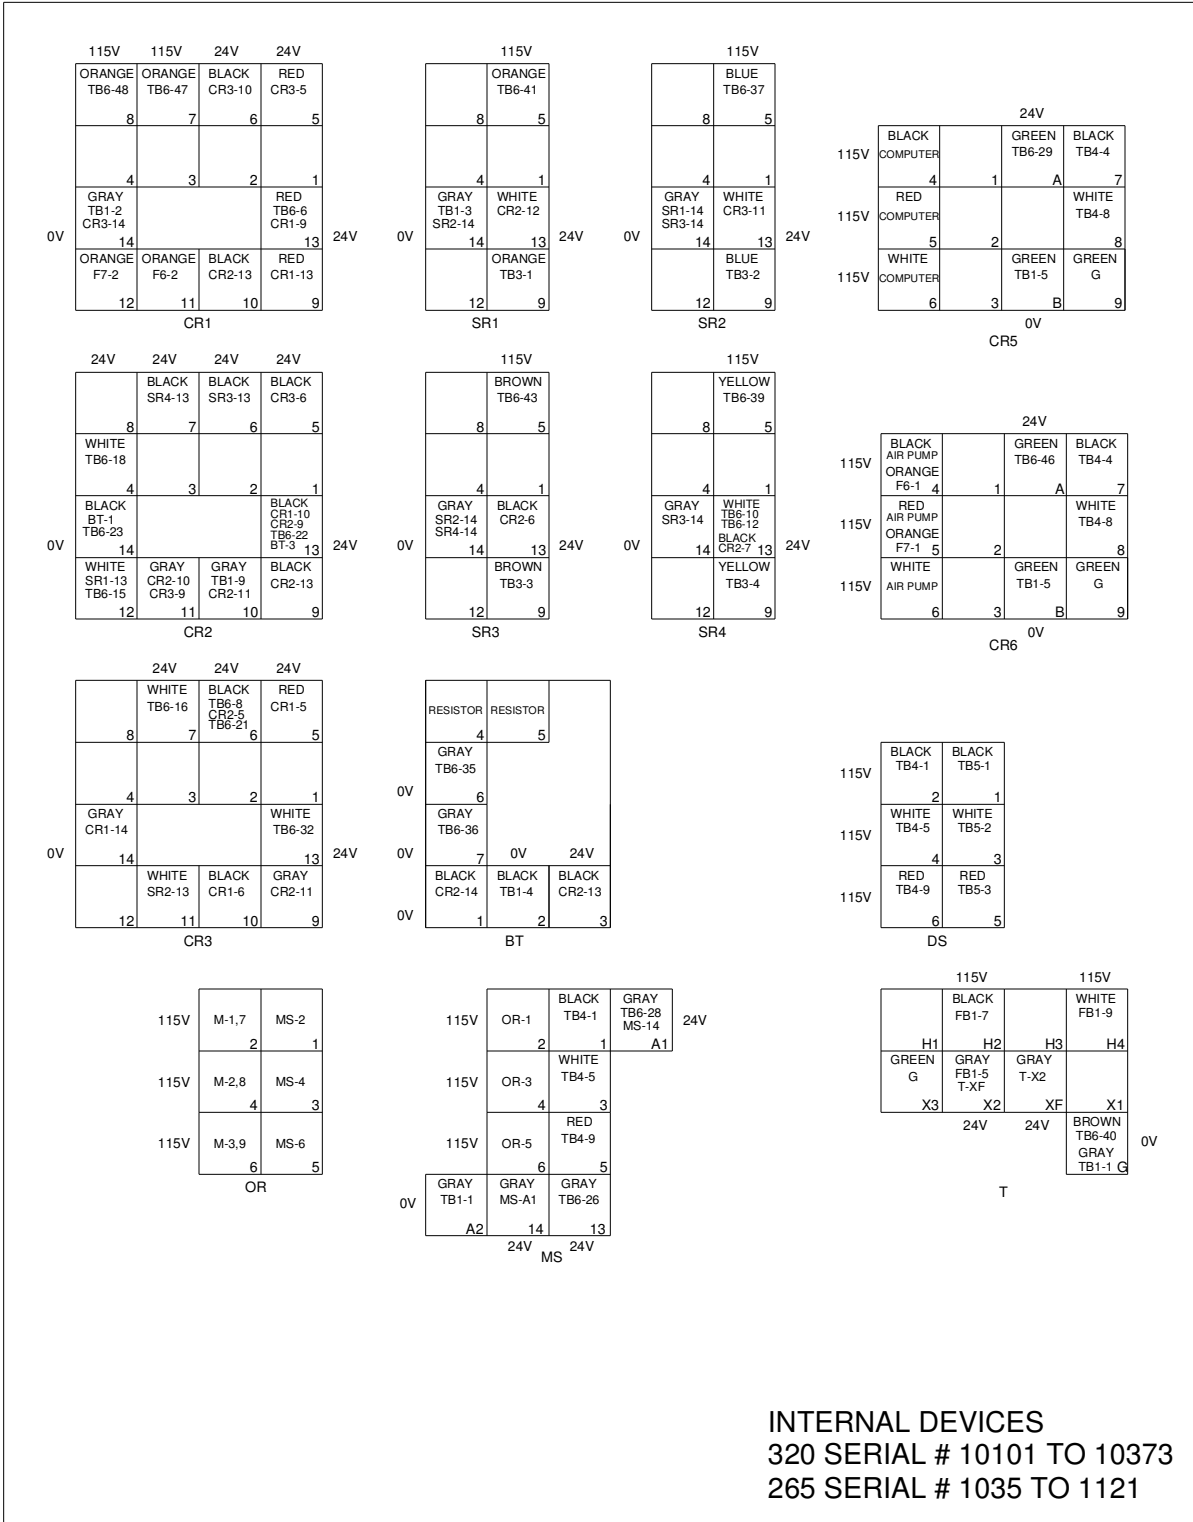 115V 115V 24V 24V
ORANGE ORANGE BLACK RED
TB6-48 TB6-47 CR3-10 CR3-5
8 7 6 5
4 3 2 1
GRAY RED
TB1-2 TB6-6
CR3-14 CR1-9
0V 14 13 24V
ORANGE ORANGE BLACK RED
F7-2 F6-2 CR2-13 CR1-13
12 11 10 9
CR1
115V
ORANGE
TB6-41
8 5
4 1
GRAY WHITE
TB1-3 CR2-12
SR2-14
0V 14 13 24V
ORANGE
TB3-1
12 9
SR1
115V
BLUE
TB6-37
8 5
4 1
GRAY WHITE
SR1-14 CR3-11
SR3-14
0V 14 13 24V
BLUE
TB3-2
12 9
SR2
24V
BLACK GREEN BLACK
115V COMPUTER TB6-29 TB4-4
4 1 A 7
RED WHITE
115V COMPUTER TB4-8
5 2 8
WHITE GREEN GREEN
115V COMPUTER TB1-5 G
6 3 B 9
0V
CR5
24V 24V 24V 24V
BLACK BLACK BLACK
SR4-13 SR3-13 CR3-6
8 7 6 5
WHITE
TB6-18
4 3 2 1
BLACK BLACK
BT-1 CR1-10
TB6-23 CR2-9
TB6-22
BT-3
0V 14 13 24V
WHITE GRAY GRAY BLACK
SR1-13 CR2-10 TB1-9 CR2-13
TB6-15 CR3-9 CR2-11
12 11 10 9
CR2
115V
BROWN
TB6-43
8 5
4 1
GRAY BLACK
SR2-14 CR2-6
SR4-14
0V 14 13 24V
BROWN
TB3-3
12 9
SR3
115V
YELLOW
TB6-39
8 5
4 1
GRAY WHITE
SR3-14 TB6-10
TB6-12
BLACK
CR2-7
0V 14 13 24V
YELLOW
TB3-4
12 9
SR4
24V
BLACK GREEN BLACK
AIR PUMP TB6-46 TB4-4
115V ORANGE
F6-1 4 1 A 7
RED WHITE
AIR PUMP TB4-8
115V ORANGE
F7-1 5 2 8
WHITE GREEN GREEN
115V AIR PUMP TB1-5 G
6 3 B 9
0V
CR6
24V 24V 24V
WHITE BLACK RED
TB6-16 TB6-8 CR1-5
CR2-5
TB6-21
8 7 6 5
4 3 2 1
GRAY WHITE
CR1-14 TB6-32
0V 14 13 24V
WHITE BLACK GRAY
SR2-13 CR1-6 CR2-11
12 11 10 9
CR3
RESISTOR RESISTOR
4 5
GRAY
TB6-35
0V 6
GRAY
TB6-36
0V 7 0V 24V
BLACK BLACK BLACK
CR2-14 TB1-4 CR2-13
0V 1 2 3
BT
BLACK BLACK
115V TB4-1 TB5-1
2 1
WHITE WHITE
115V TB4-5 TB5-2
4 3
RED RED
115V TB4-9 TB5-3
6 5
DS
115V M-1,7 MS-2
2 1
115V M-2,8 MS-4
4 3
115V M-3,9 MS-6
6 5
OR
BLACK GRAY
115V OR-1 TB4-1 TB6-28 24V
MS-14
2 1 A1
WHITE
OR-3 TB4-5
4 3
RED
115V OR-5 TB4-9
6 5
GRAY GRAY GRAY
0V TB1-1 MS-A1 TB6-26
A2 14 13
24V 24V
MS
115V 115V
BLACK WHITE
FB1-7 FB1-9
H1 H2 H3 H4
GREEN GRAY GRAY
G FB1-5 T-X2
T-XF
X3 X2 XF X1
24V 24V BROWN
TB6-40 0V
GRAY
TB1-1 G
T
INTERNAL DEVICES
320 SERIAL # 10101 TO 10373
265 SERIAL # 1035 TO 1121